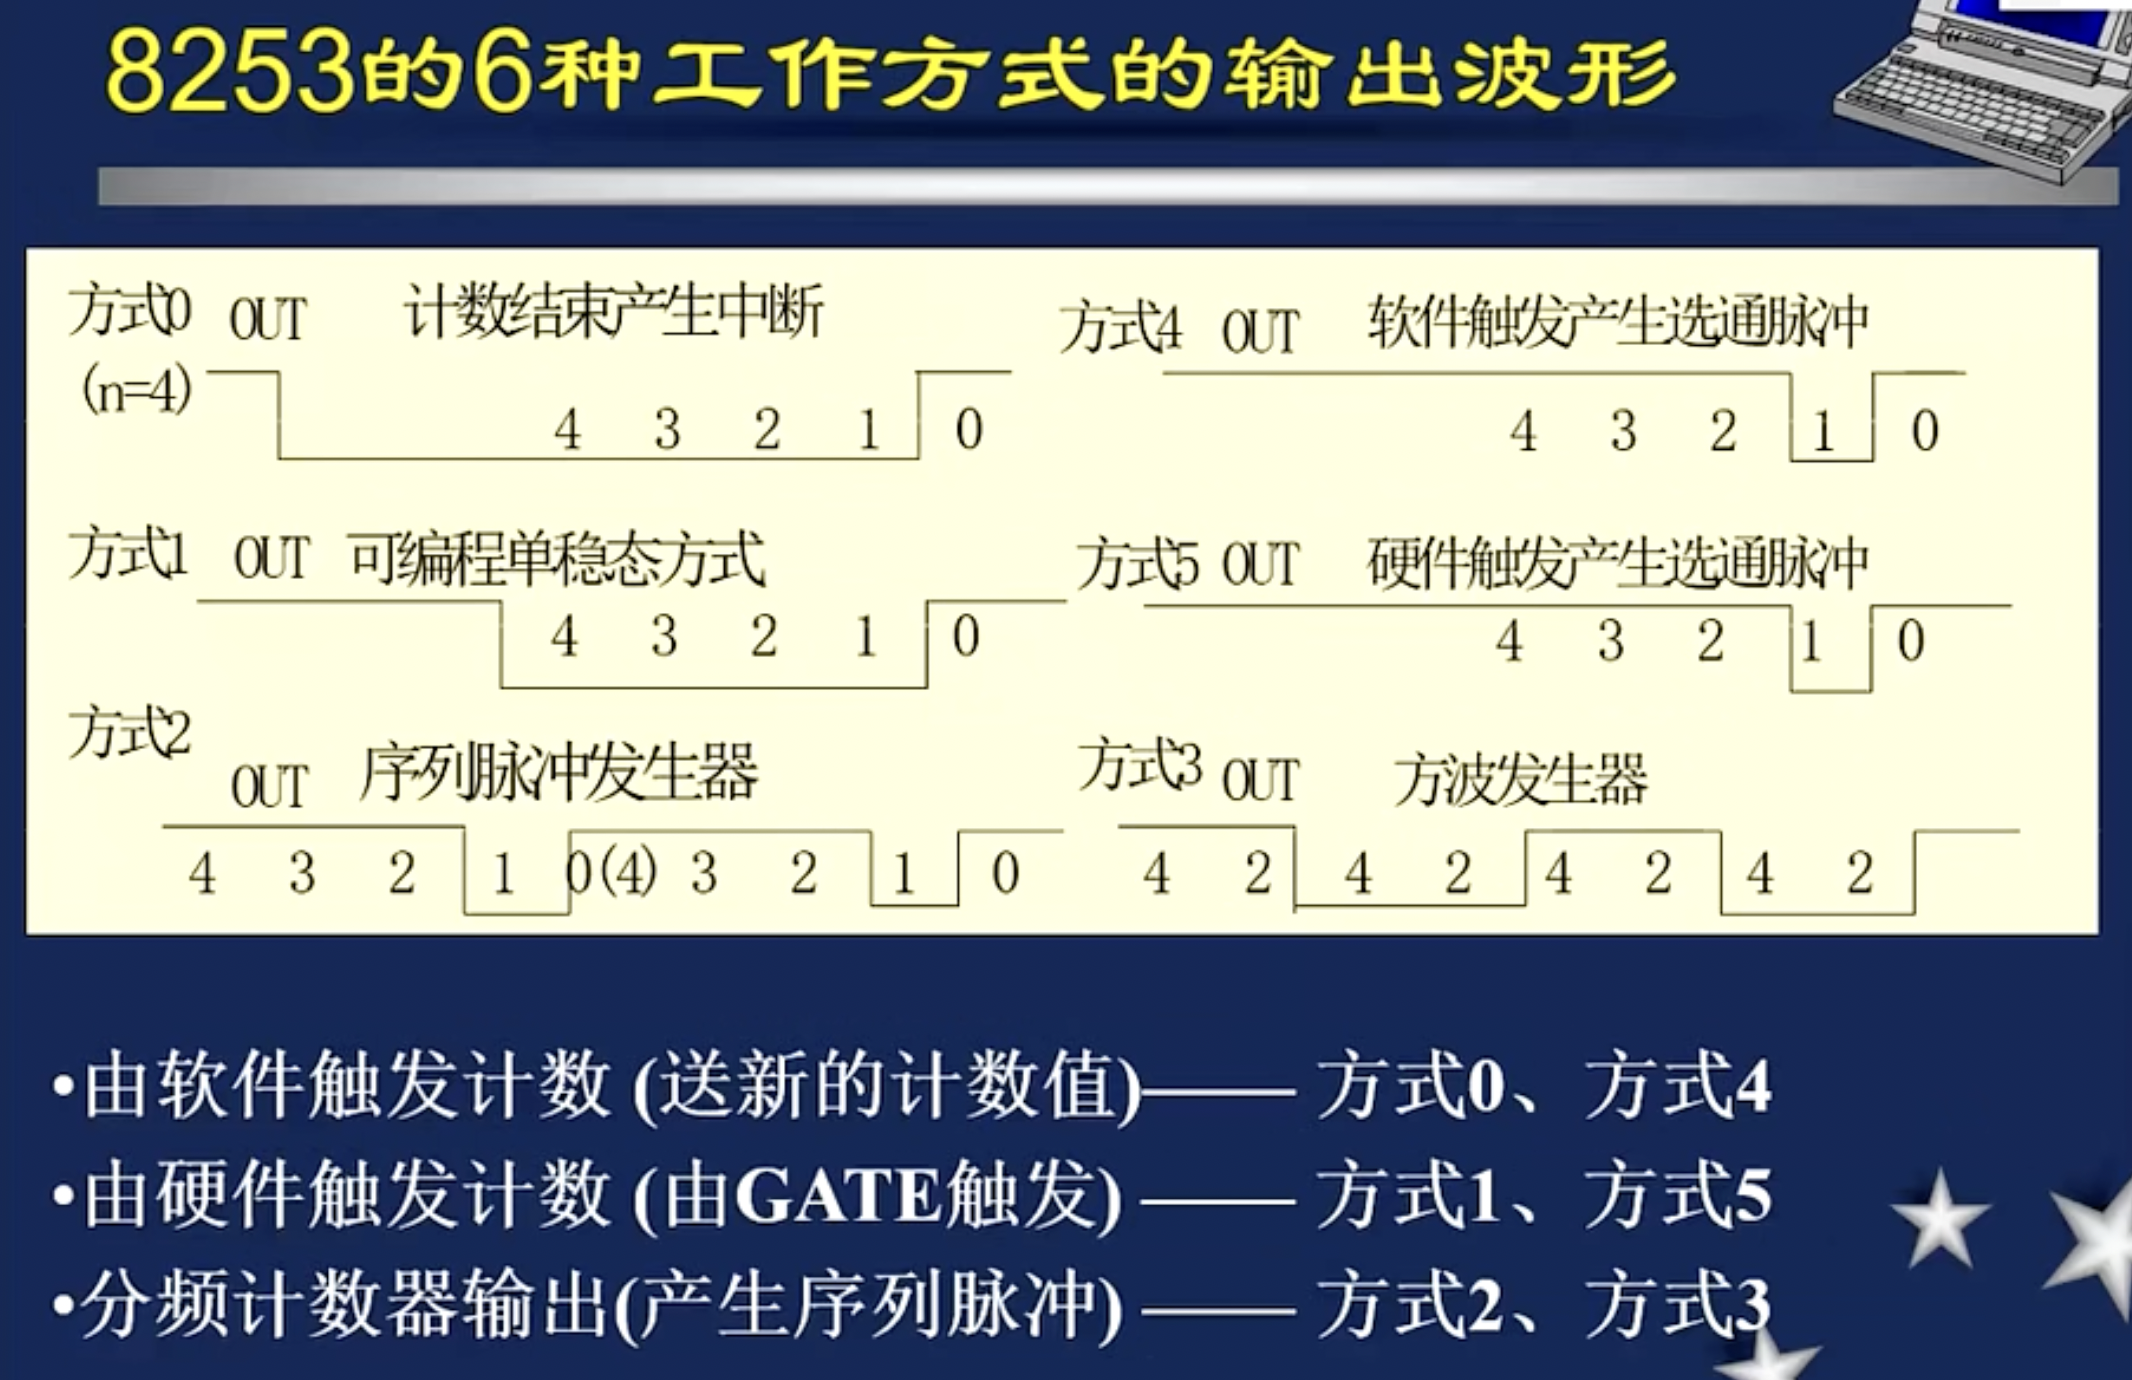 8253的6种工作方式的输出波形
方式0 OUT 计数结束产生中断
(n=4)
4 3 2 1 0
方式1 OUT 可编程单稳态方式
4 3 2 1 0
方式2
OUT 序列脉冲发生器
4 3 2 1 0(4) 3 2 1 0
方式4 OUT 软件触发产生选通脉冲
4 3 2 1 0
方式5 OUT 硬件触发产生选通脉冲
4 3 2 1 0
方式3 OUT 方波发生器
4 2 4 2 4 2 4 2
•由软件触发计数 (送新的计数值)—— 方式0、方式4
•由硬件触发计数 (由GATE触发) —— 方式1、方式5
•分频计数器输出(产生序列脉冲) —— 方式2、方式3